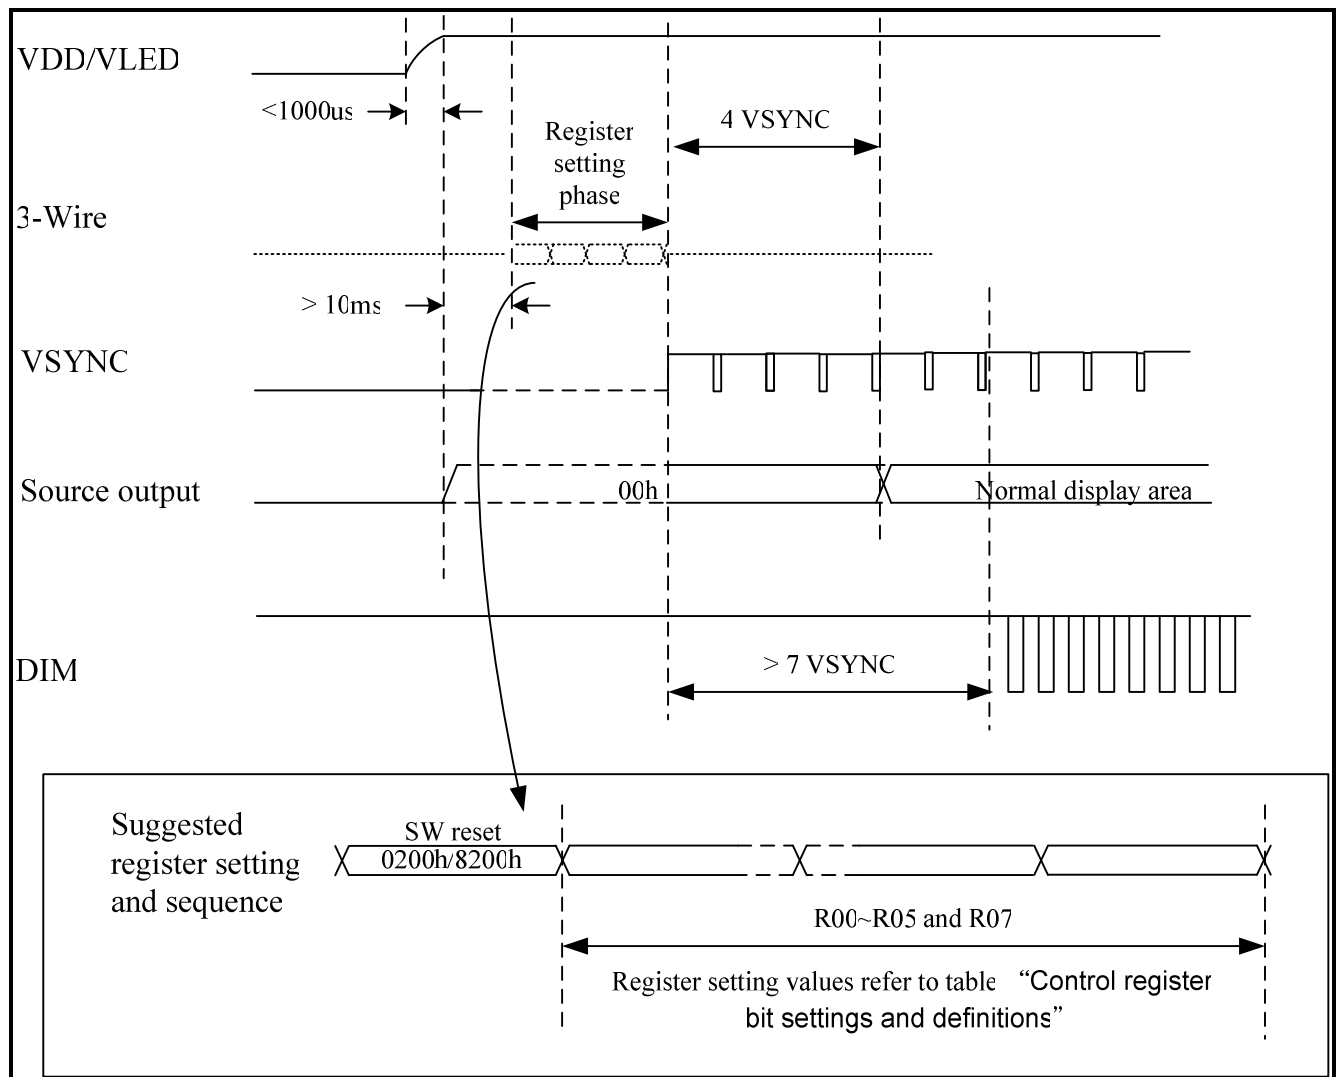 VDD/VLED
<1000us
Register
setting
phase
4 VSYNC
3-Wire
> 10ms
VSYNC
Source output
00h
Normal display area
DIM
> 7 VSYNC
Suggested
register setting
and sequence
SW reset
0200h/8200h
R00~R05 and R07
Register setting values refer to table “Control register
bit settings and definitions”